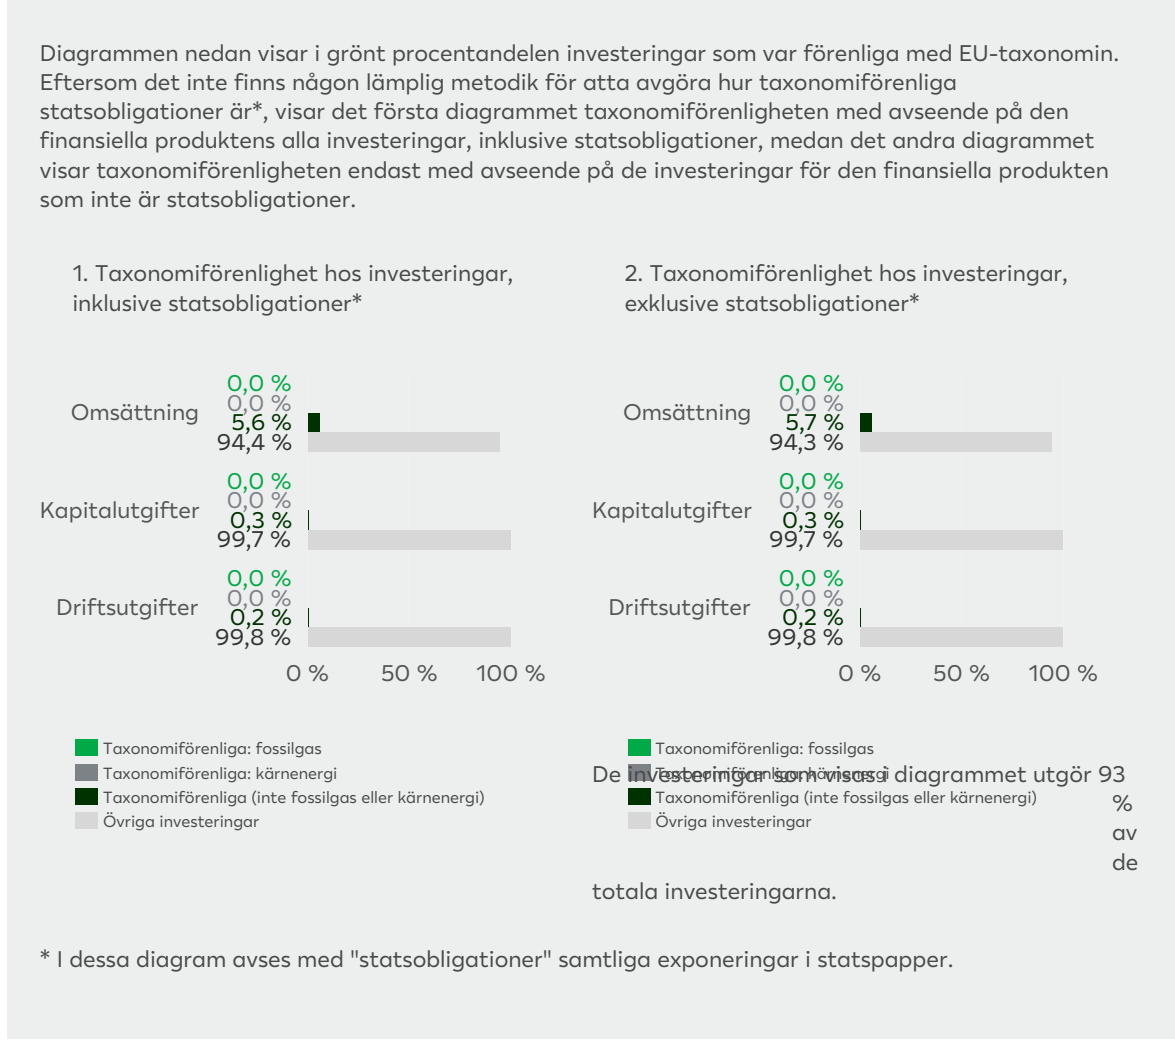 Diagrammen nedan visar i grönt procentandelen investeringar som var förenliga med EU-taxonomin.
Eftersom det inte finns någon lämplig metodik för atta avgöra hur taxonomiförenliga
statsobligationer är*, visar det första diagrammet taxonomiförenligheten med avseende på den
finansiella produktens alla investeringar, inklusive statsobligationer, medan det andra diagrammet
visar taxonomiförenligheten endast med avseende på de investeringar för den finansiella produkten
som inte är statsobligationer.
1. Taxonomiförenlighet hos investeringar,
inklusive statsobligationer*
Omsättning
0,0 %
0,0 %
5,6 %
94,4 %
Kapitalutgifter
0,0 %
0,0 %
0,3 %
99,7 %
Driftsutgifter
0,0 %
0,0 %
0,2 %
99,8 %
0 % 50 % 100 %
Taxonomiförenliga: fossilgas
Taxonomiförenliga: kärnenergi
Taxonomiförenliga (inte fossilgas eller kärnenergi)
Övriga investeringar
2. Taxonomiförenlighet hos investeringar,
exklusive statsobligationer*
Omsättning
0,0 %
0,0 %
5,7 %
94,3 %
Kapitalutgifter
0,0 %
0,0 %
0,3 %
99,7 %
Driftsutgifter
0,0 %
0,0 %
0,2 %
99,8 %
0 % 50 % 100 %
Taxonomiförenliga: fossilgas
Taxonomiförenliga: kärnenergi
Taxonomiförenliga (inte fossilgas eller kärnenergi)
Övriga investeringar
De investeringar som visas i diagrammet utgör 93
%
av
de
totala investeringarna.
* I dessa diagram avses med "statsobligationer" samtliga exponeringar i statspapper.